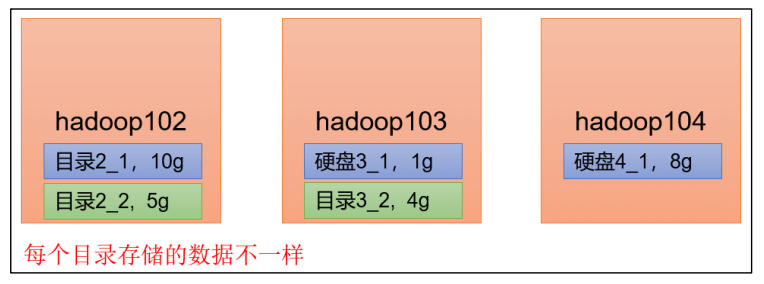 hadoop102
目录2_1，10g
目录2_2, 5g
hadoop103
硬盘3_1，1g
目录3_2, 4g
hadoop104
硬盘4_1，8g
每个目录存储的数据不一样